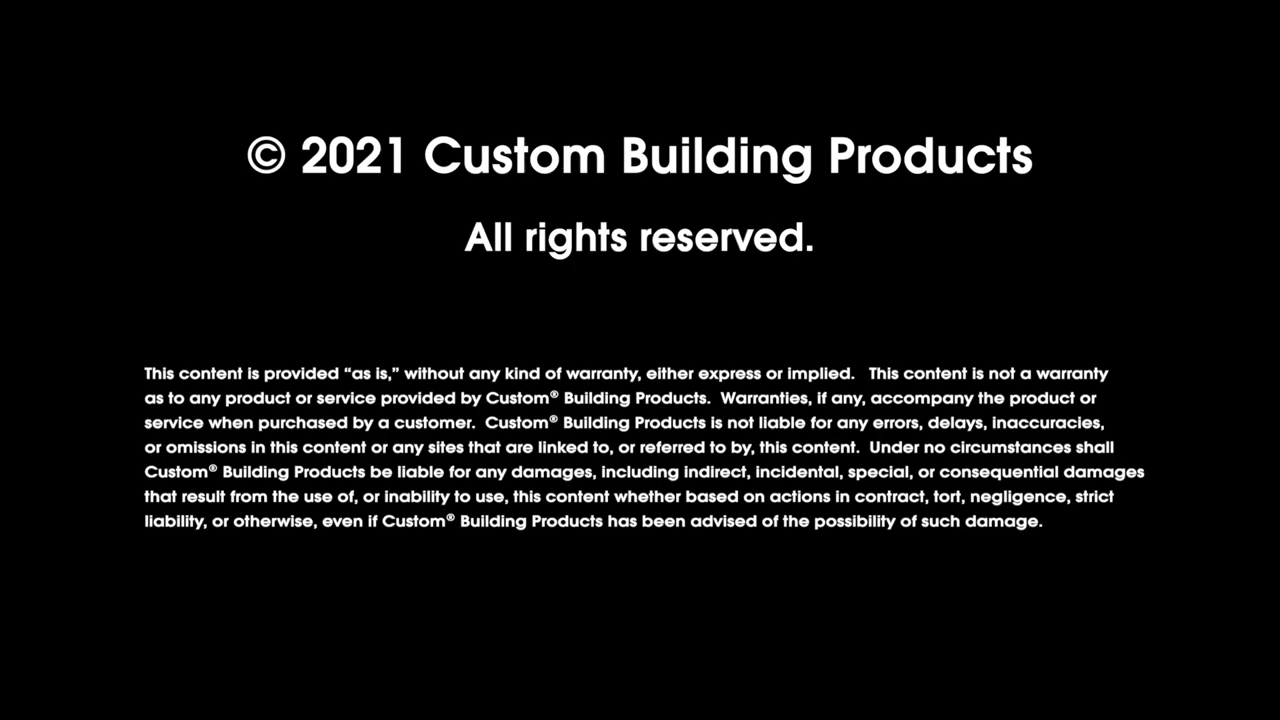 © 2021 Custom Building Products
All rights reserved.
This content is provided “as is,” without any kind of warranty, either express or implied.   This content is not a warranty
as to any product or service provided by Custom® Building Products.  Warranties, if any, accompany the product or
service when purchased by a customer.  Custom® Building Products is not liable for any errors, delays, inaccuracies,
or omissions in this content or any sites that are linked to, or referred to by, this content.  Under no circumstances shall
Custom® Building Products be liable for any damages, including indirect, incidental, special, or consequential damages
that result from the use of, or inability to use, this content whether based on actions in contract, tort, negligence, strict
liability, or otherwise, even if Custom® Building Products has been advised of the possibility of such damage.